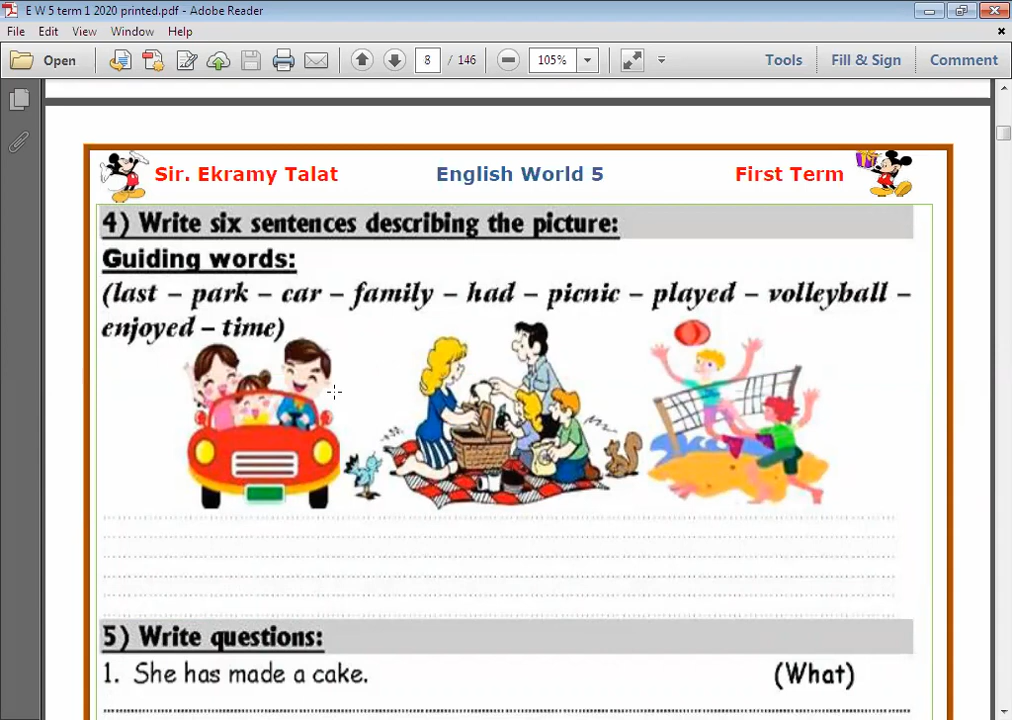 E W 5 term 1 2020 printed.pdf - Adobe Reader
File Edit View Window Help
Open 8 / 146 105% Tools Fill & Sign Comment
Sir. Ekramy Talat English World 5 First Term
4) Write six sentences describing the picture:
Guiding words:
(last – park – car – family – had – picnic – played – volleyball –
enjoyed – time)
5) Write questions:
1. She has made a cake. (What)